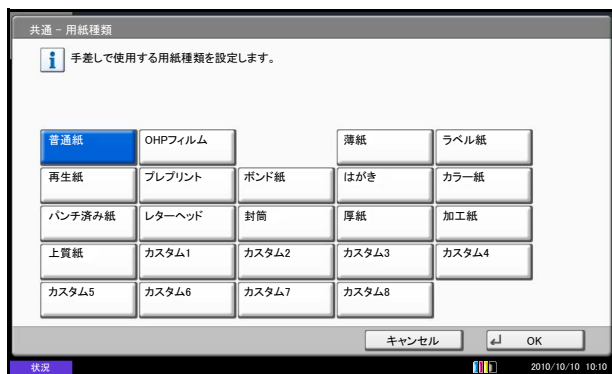 共通 - 用紙種類
手差しで使用する用紙種類を設定します。
普通紙 OHPフィルム 薄紙 ラベル紙
再生紙 プレプリント ボンド紙 はがき カラー紙
パンチ済み紙 レターヘッド 封筒 厚紙 加工紙
上質紙 カスタム1 カスタム2 カスタム3 カスタム4
カスタム5 カスタム6 カスタム7 カスタム8
キャンセル OK
状況 2010/10/10 10:10